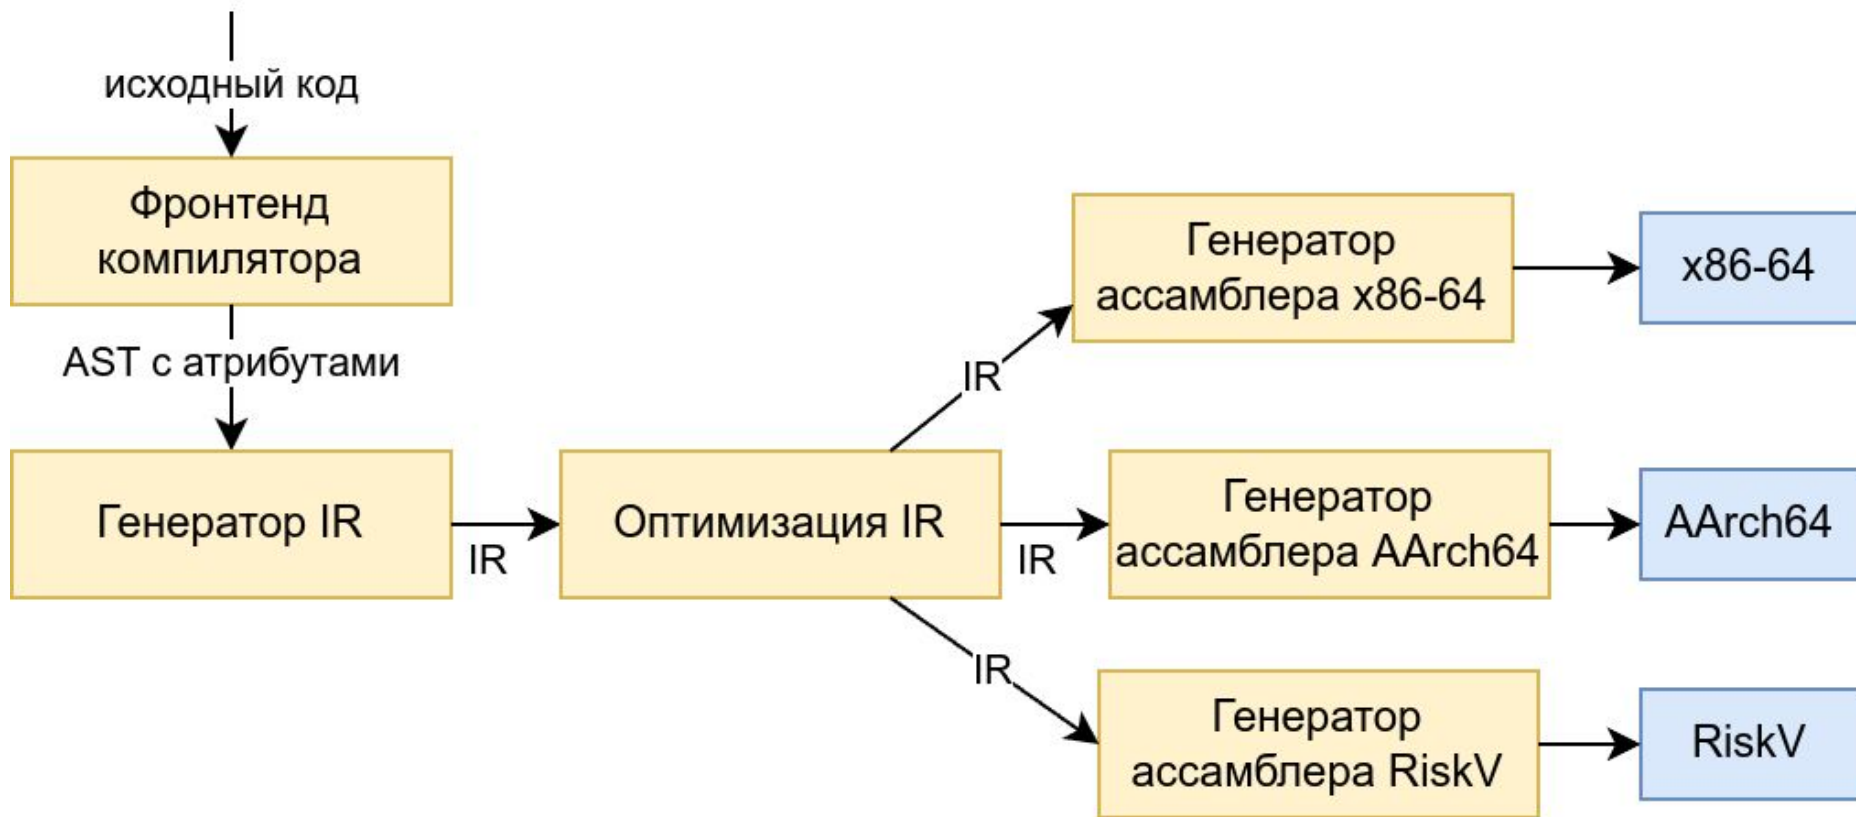 исходный код
Фронтенд
компилятора
AST с атрибутами
Генератор IR
IR
Оптимизация IR
IR
Генератор
ассамблера x86-64
x86-64
IR
Генератор
ассамблера AArch64
AArch64
IR
Генератор
ассамблера RiskV
RiskV